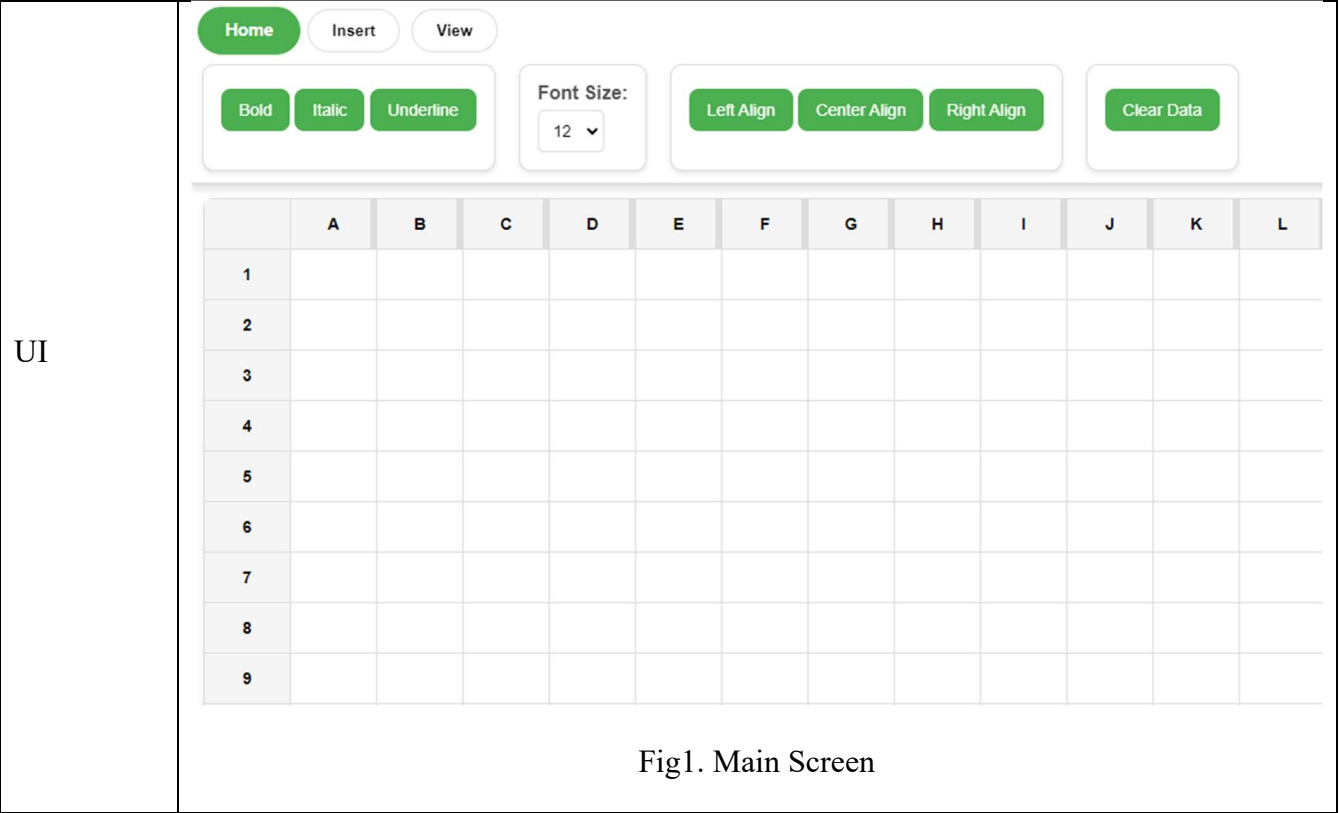 Home Insert View
Font Size:
Bold Italic Underline Left Align Center Align Right Align Clear Data
12
A B C D E F G H I J K L
1
2
3
UI
4
5
6
7
8
9
Fig1. Main Screen